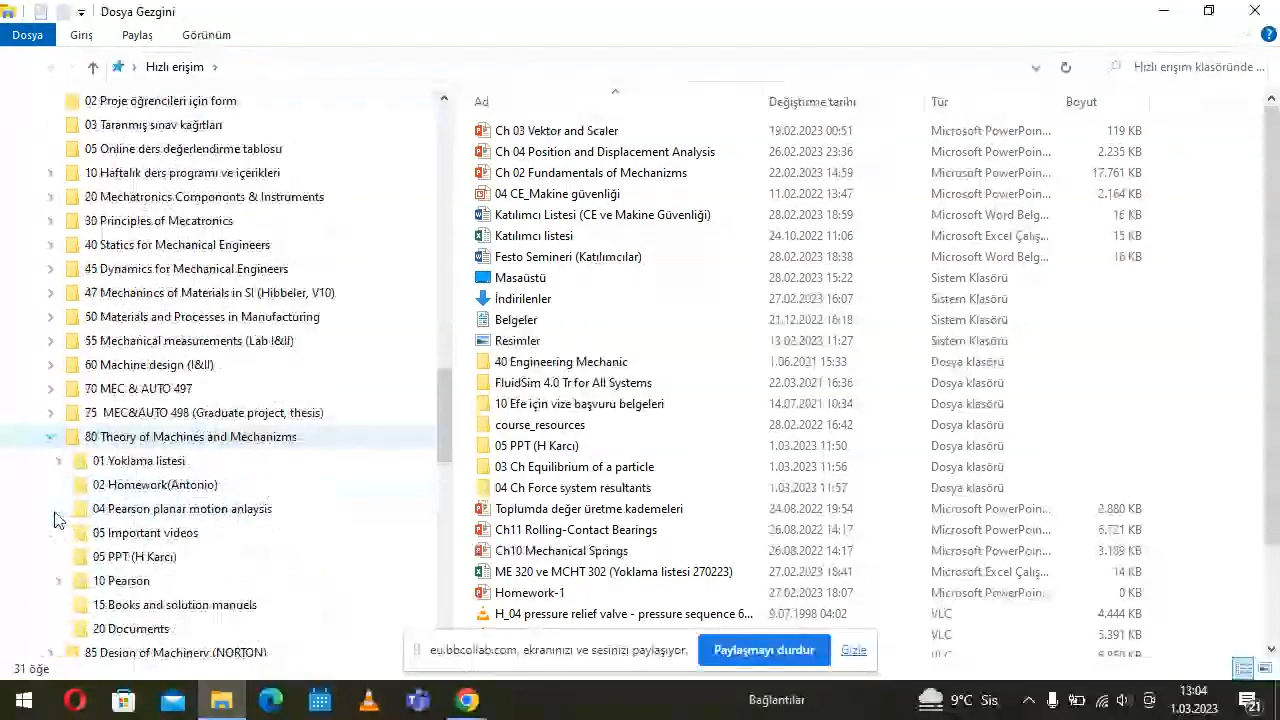 Dosya Gezgini
Dosya Giriş Paylaş Görünüm
Hızlı erişim
Hızlı erişim klasöründe ...
02 Proje öğrencileri için form
03 Taranmış sınav kağıtları
05 Online ders değerlendirme tablosu
10 Haftalık ders programı ve içerikleri
20 Mechatronics Componnts & Instruments
30 Principles of Mecatronics
40 Statics for Mechanical Engineers
45 Dynamics for Mechanical Engineers
47 Mechanincs of Materials in SI (Hibbeler, V10)
50 Materials and Processes in Manufacturing
55 Mechanical measurements (Lab I&II)
60 Machine design (I&II)
70 MEC & AUTO 497
75 MEC&AUTO 498 (Graduate project, thesis)
80 Theory of Machines and Mechanizms
01 Yoklama listesi
02 Homework(Antonio)
04 Pearson planar motion anlaysis
05 Important videos
05 PPT (H Karcı)
10 Pearson
15 Books and solution manuels
20 Documents
85 Design of Machinery (NORTON)
Ad Değiştirme tarihi Tür Boyut
Ch 03 Vektor and Scaler 19.02.2023 00:51 Microsoft PowerPoin... 119 KB
Ch 04 Position and Displacement Analysis 26.02.2023 23:36 Microsoft PowerPoin... 2.235 KB
Ch 02 Fundamentals of Mechanizms 22.02.2023 14:59 Microsoft PowerPoin... 17.761 KB
04 CE_Makine güvenliği 11.02.2022 13:47 Microsoft PowerPoin... 2.164 KB
Katılımcı Listesi (CE ve Makine Güvenliği) 28.02.2023 18:59 Microsoft Word Belg... 16 KB
Katılımcı listesi 24.10.2022 11:06 Microsoft Excel Çalış... 15 KB
Festo Semineri (Katılımcılar) 28.02.2023 18:38 Microsoft Word Belg... 16 KB
Masaüstü 28.02.2023 15:22 Sistem Klasörü
İndirilenler 27.02.2023 16:07 Sistem Klasörü
Belgeler 21.12.2022 16:18 Sistem Klasörü
Resimler 13.02.2023 11:27 Sistem Klasörü
40 Engineering Mechanic 1.06.2021 15:33 Dosya klasörü
FluidSim 4.0 Tr for All Systems 22.03.2021 16:36 Dosya klasörü
10 Efe için vize başvuru belgeleri 14.07.2021 10:34 Dosya klasörü
course_resources 28.02.2022 16:42 Dosya klasörü
05 PPT (H Karcı) 1.03.2023 11:50 Dosya klasörü
03 Ch Equilibrium of a particle 1.03.2023 11:56 Dosya klasörü
04 Ch Force system resultants 1.03.2023 11:57 Dosya klasörü
Toplumda değer üretme kademeleri 24.08.2022 19:54 Microsoft PowerPoin... 2.880 KB
Ch11 Rolling-Contact Bearings 26.08.2022 14:17 Microsoft PowerPoin... 6.721 KB
Ch10 Mechanical Springs 26.08.2022 14:17 Microsoft PowerPoin... 3.189 KB
ME 320 ve MCHT 302 (Yoklama listesi 270223) 27.02.2023 18:41 Microsoft Excel Çalış... 14 KB
Homework-1 27.02.2023 18:07 Microsoft PowerPoin... 0 KB
H_04 pressure relief valve - pressure sequence 6... 9.07.1998 04:02 VLC 4.444 KB
VLC 5.391 KB
eu.bbcollab.com, ekranınızı ve sesinizi paylaşıyor. Paylaşmayı durdur Gizle
31 öğe
Bağlantılar
9°C Sis
13:04
1.03.2023
21